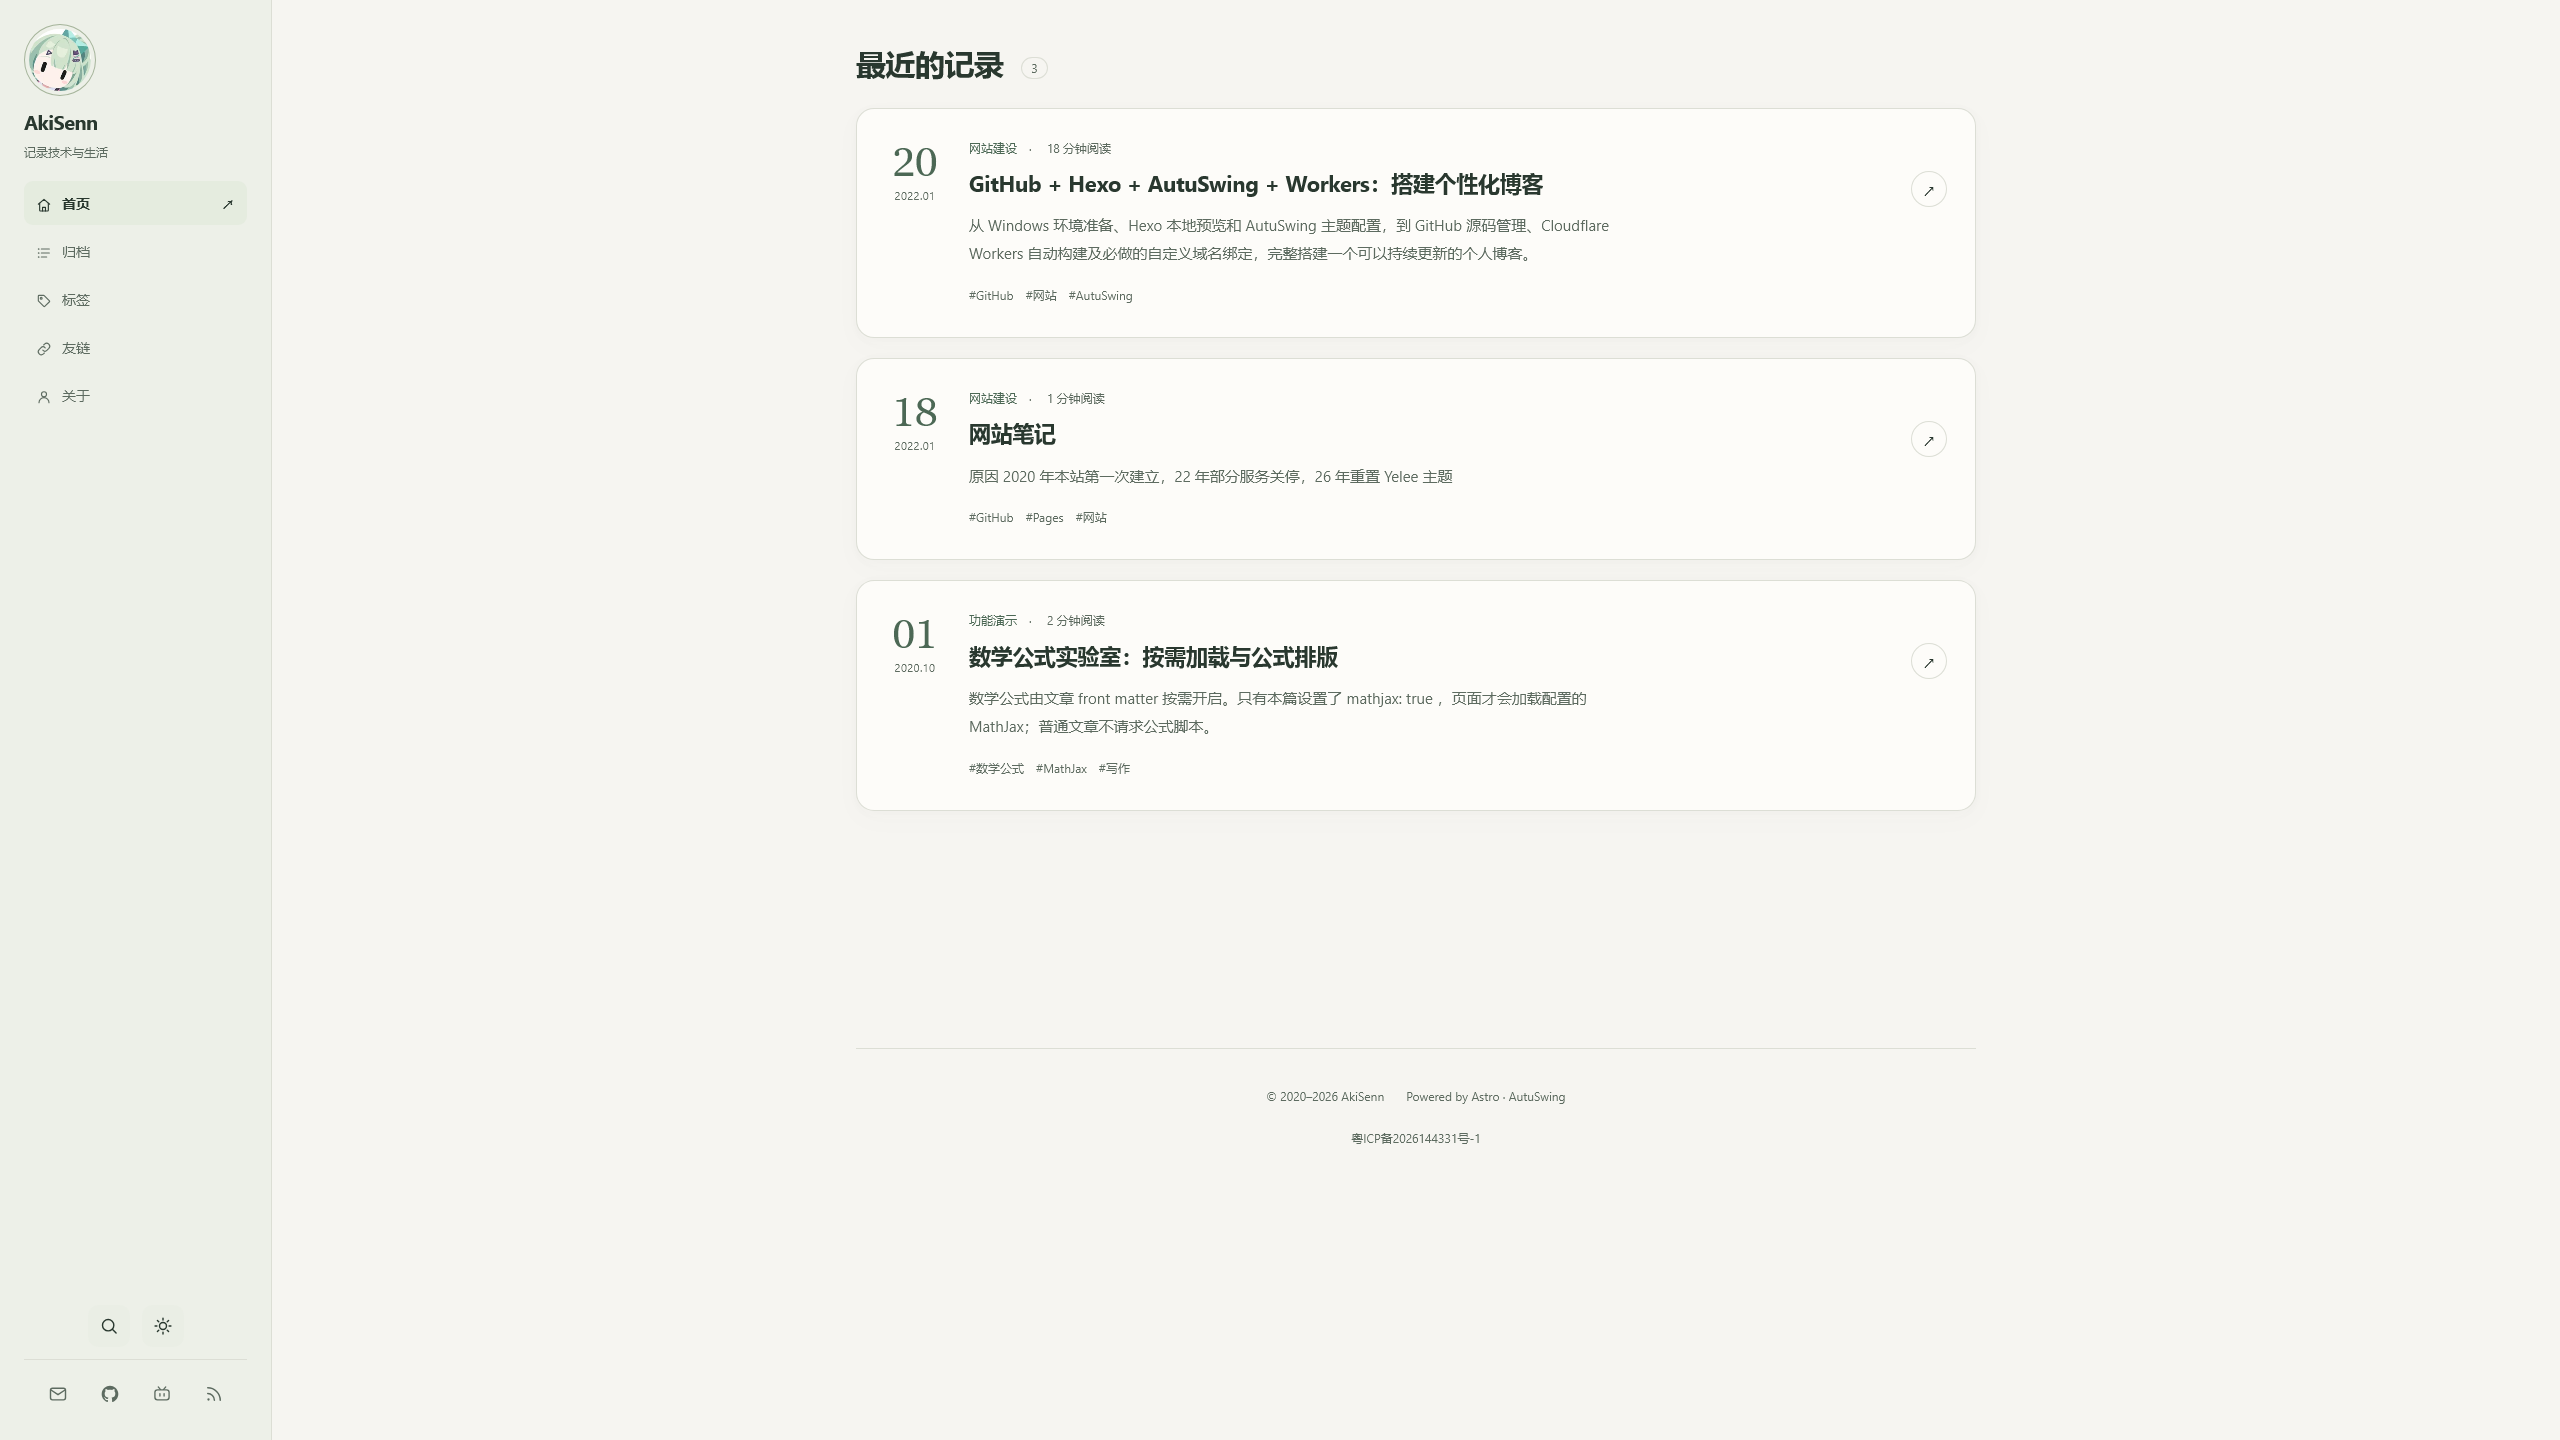 AkiSenn
记录技术与生活
首页
归档
标签
友链
关于
最近的记录 3
20
2022.01
网站建设 · 18 分钟阅读
GitHub + Hexo + AutuSwing + Workers：搭建个性化博客
从 Windows 环境准备、Hexo 本地预览和 AutuSwing 主题配置，到 GitHub 源码管理、Cloudflare
Workers 自动构建及必做的自定义域名绑定，完整搭建一个可以持续更新的个人博客。
#GitHub #网站 #AutuSwing
18
2022.01
网站建设 · 1 分钟阅读
网站笔记
原因 2020 年本站第一次建立，22 年部分服务关停，26 年重置 Yelee 主题
#GitHub #Pages #网站
01
2020.10
功能演示 · 2 分钟阅读
数学公式实验室：按需加载与公式排版
数学公式由文章 front matter 按需开启。只有本篇设置了 mathjax: true ，页面才会加载配置的
MathJax；普通文章不请求公式脚本。
#数学公式 #MathJax #写作
© 2020–2026 AkiSenn Powered by Astro · AutuSwing
粤ICP备2026144331号-1